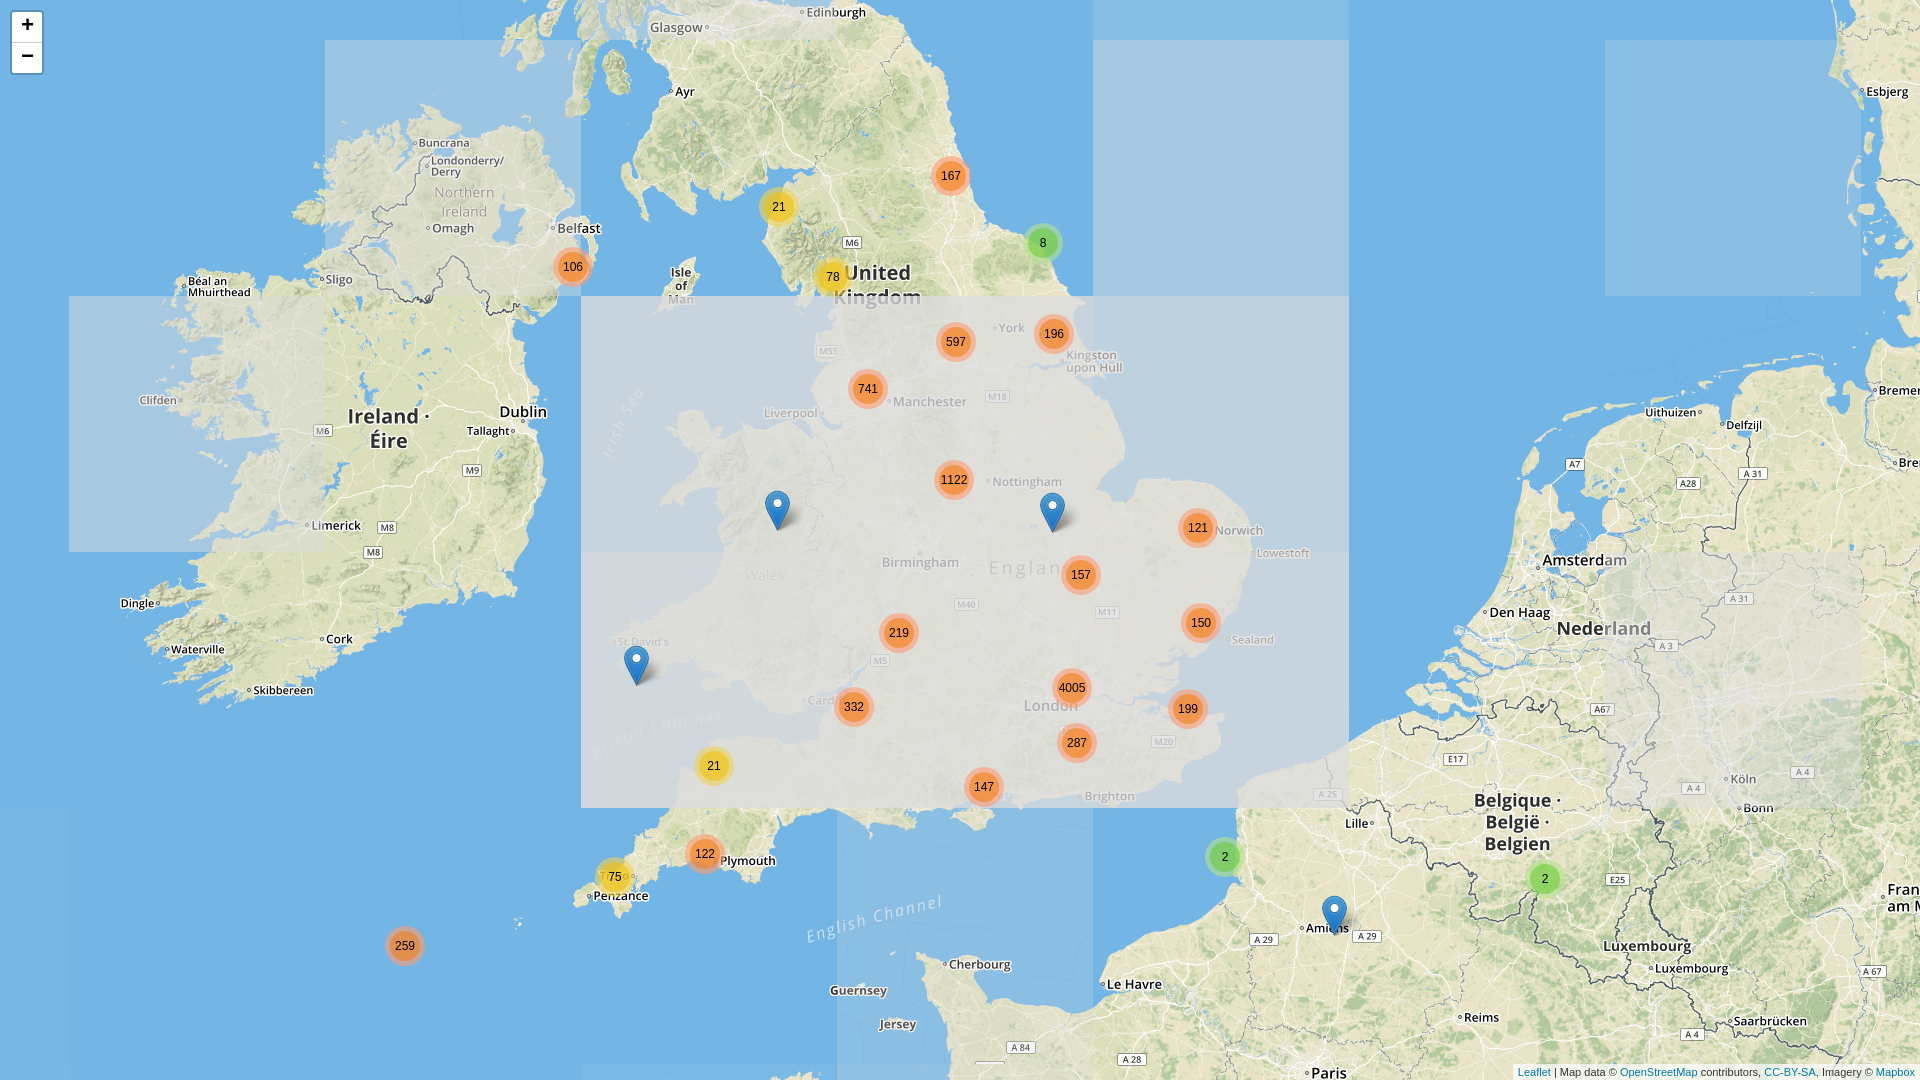 +
−
Edinburgh
Glasgow
Ayr
Esbjerg
Buncrana
Londonderry/
Derry
Northern
Ireland
Omagh
Belfast
167
21
M6
8
106
78
United
Kingdom
Isle
of
Man
Sligo
Béal an
Mhuirthead
York
196
Kingston
upon Hull
597
M55
741
Manchester
M18
Liverpool
Irish Sea
Clifden
Ireland ·
Éire
Dublin
Tallaght
M6
M9
Uithuizen
Delfzijl
Bremer
A7
A 31
A28
Bre
1122
Nottingham
Limerick
M8
M8
121
Norwich
Lowestoft
Birmingham
Englan
157
Wales
M40
M11
Amsterdam
A 31
Den Haag
Nederland
A 3
Dingle
Cork
Waterville
Skibbereen
St David's
219
M5
150
Sealand
4005
London
Cardif
332
199
A67
Bristol Channel
287
M20
E17
21
147
Brighton
A 25
Köln
A 4
A 4
Bonn
Belgique ·
België ·
Belgien
Lille
122
Plymouth
75
Penzance
2
2
E25
Fran
am M
English Channel
259
Amiens
A 29
A 29
Luxembourg
Luxembourg
A 67
Cherbourg
Le Havre
Guernsey
Jersey
Reims
Saarbrücken
A 4
A 84
A 28
Paris
Leaflet | Map data © OpenStreetMap contributors, CC-BY-SA, Imagery © Mapbox